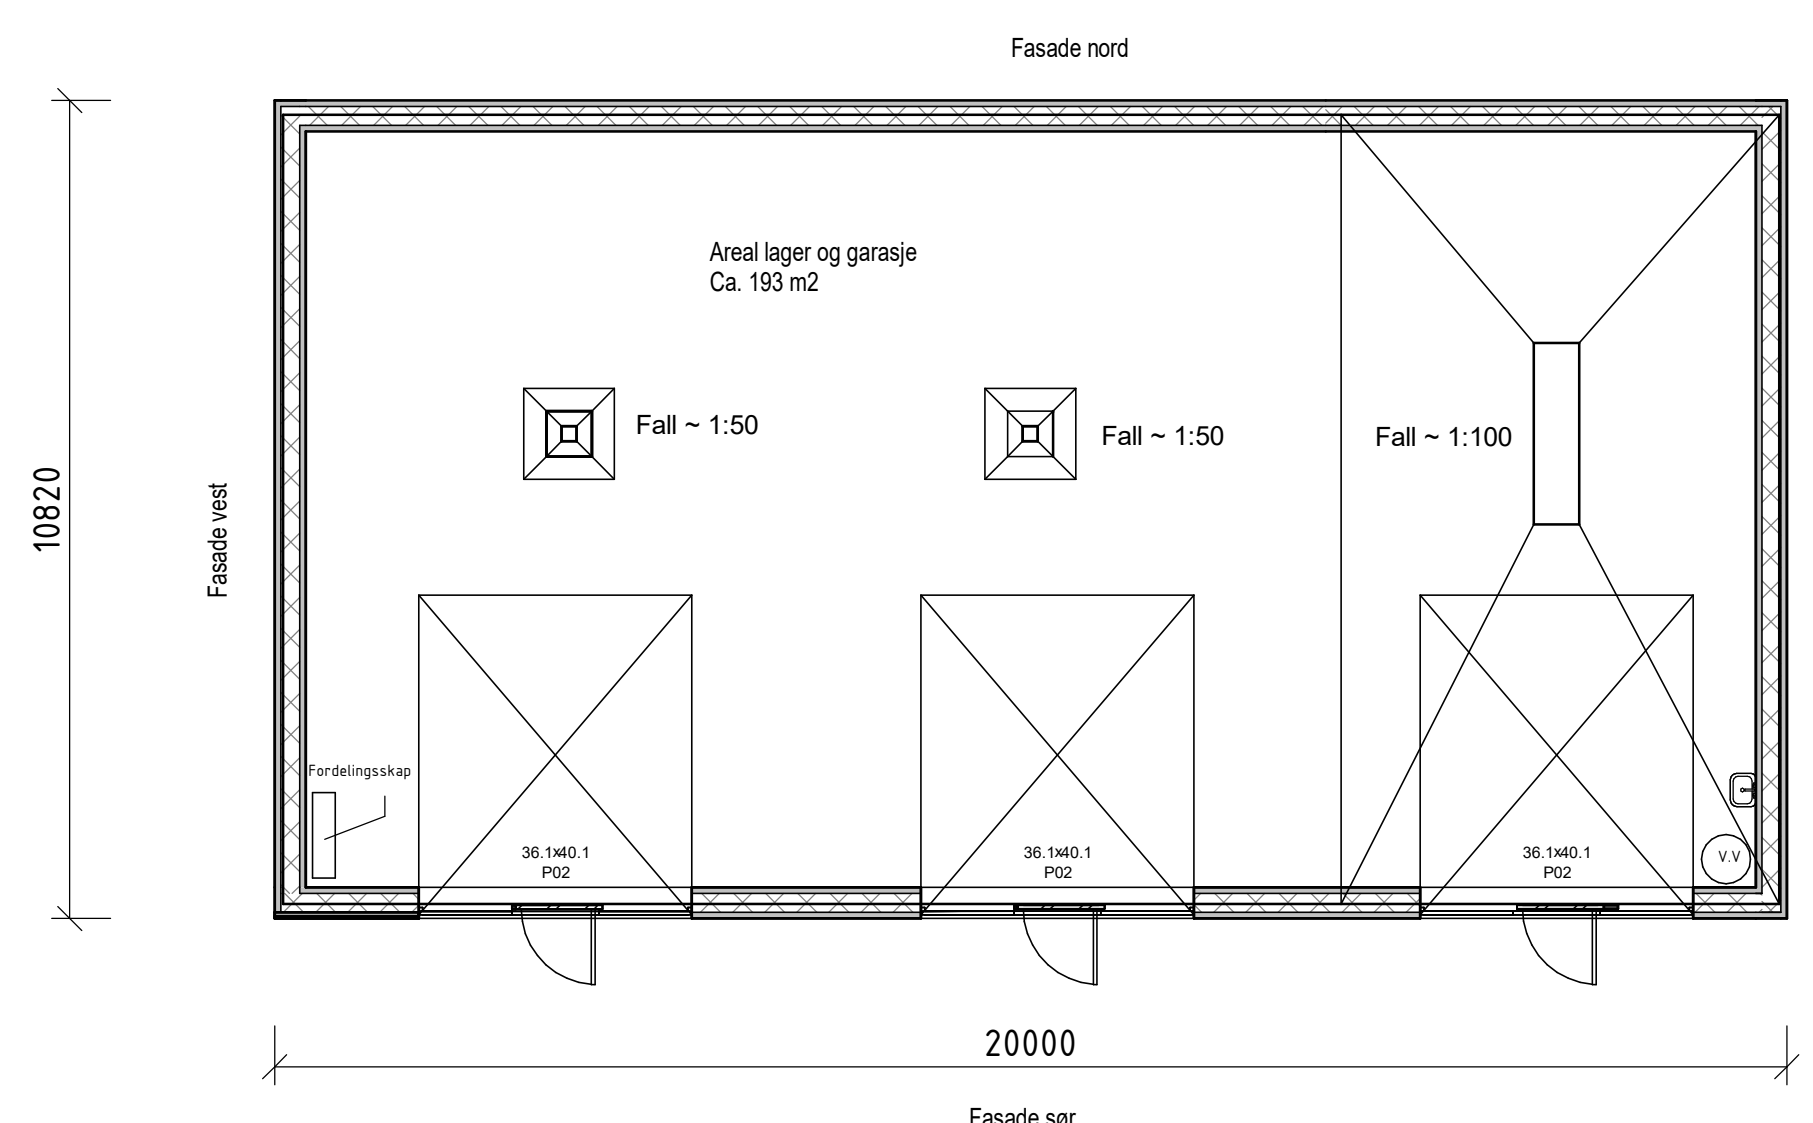 Fasade nord
Areal lager og garasje
Ca. 193 m2
Fall ~ 1:50
Fall ~ 1:50
Fall ~ 1:100
10820
Fasade vest
Fordelingsskap
36.1x40.1
P02
36.1x40.1
P02
36.1x40.1
P02
V.V
20000
Fasade sør